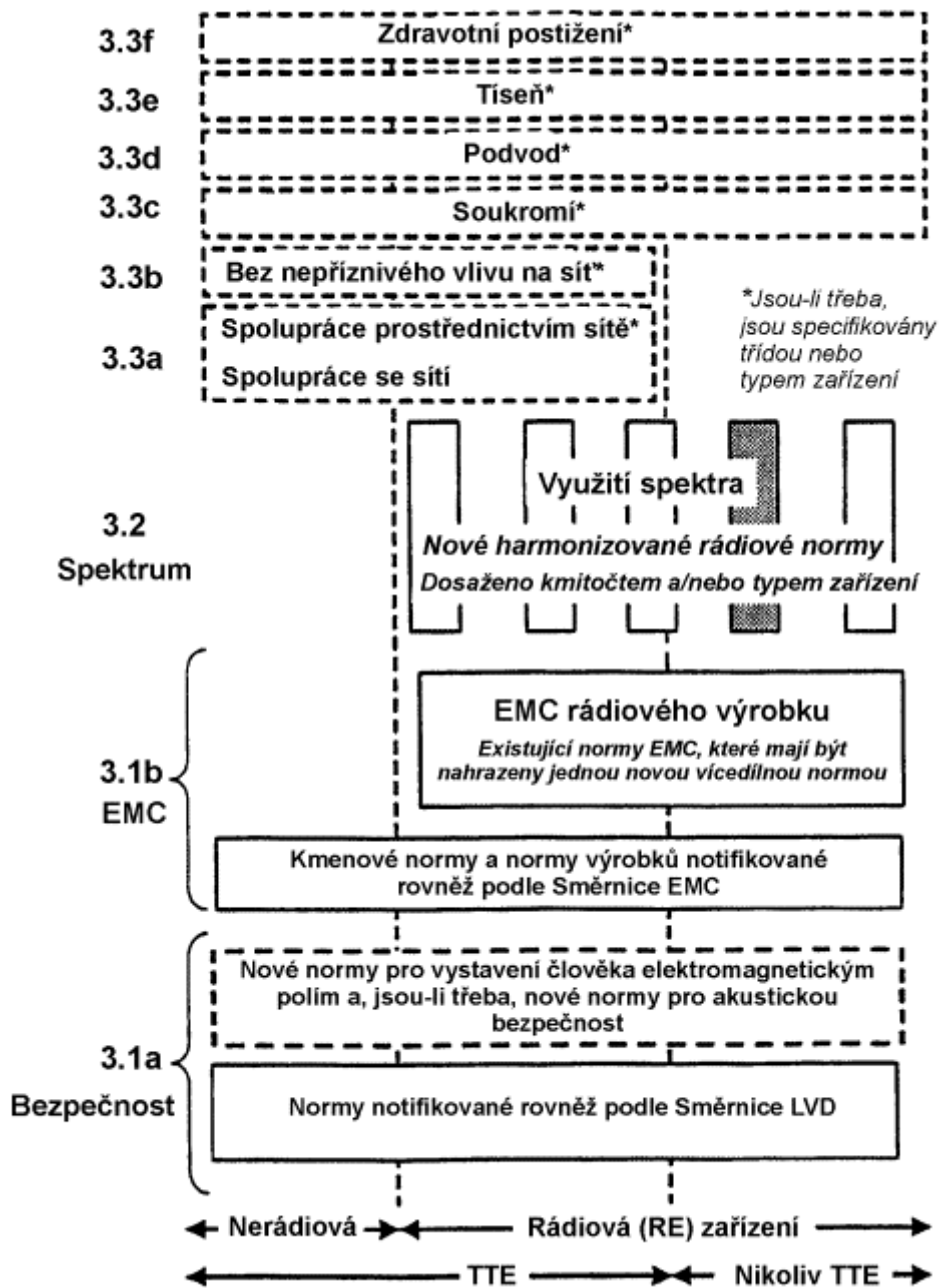 3.3f
Zdravotní postižení*
3.3e
Tíseň*
3.3d
Podvod*
3.3c
Soukromí*
3.3b
Bez nepříznivého vlivu na síť*
3.3a
Spolupráce prostřednictvím sítě*
Spolupráce se sítí
*Jsou-li třeba,
jsou specifikovány
třídou nebo
typem zařízení
3.2
Spektrum
Využití spektra
Nové harmonizované rádiové normy
Dosaženo kmitočtem a/nebo typem zařízení
3.1b
EMC
EMC rádiového výrobku
Existující normy EMC, které mají být
nahrazeny jednou novou vícedílnou normou
Kmenové normy a normy výrobků notifikované
rovněž podle Směrnice EMC
3.1a
Bezpečnost
Nové normy pro vystavení člověka elektromagnetickým
polím a, jsou-li třeba, nové normy pro akustickou
bezpečnost
Normy notifikované rovněž podle Směrnice LVD
Nerádiová
Rádiová (RE) zařízení
TTE
Nikoliv TTE